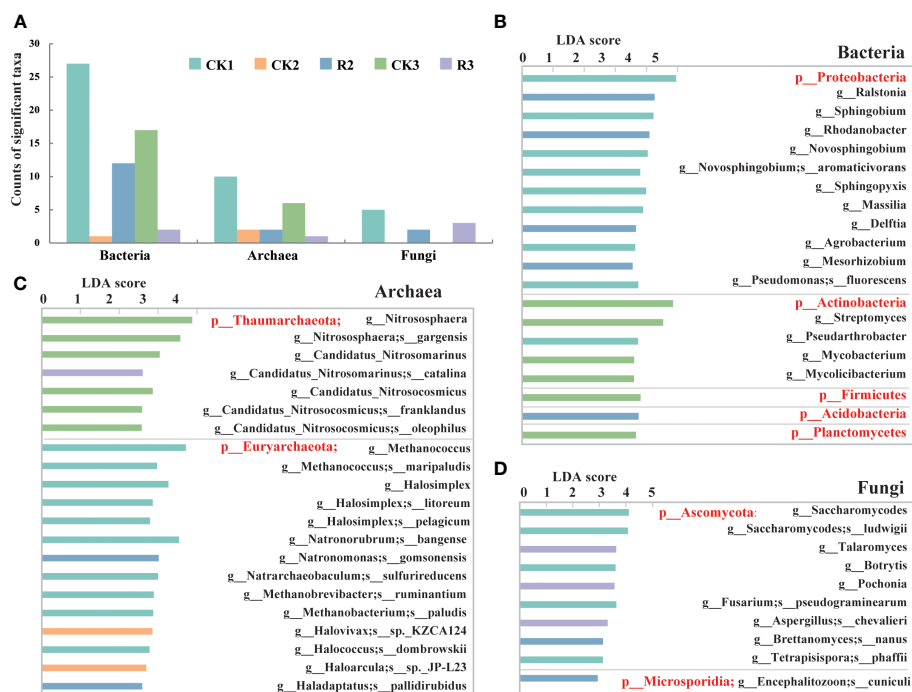 A
Counts of significant taxa
30
25
20
15
10
5
0
CK1
CK2
R2
CK3
R3
Bacteria
Archaea
Fungi
B
LDA score
Bacteria
0 1 2 3 4 5
p__Proteobacteria
g__Ralstonia
g__Sphingobium
g__Rhodanobacter
g__Novosphingobium
g__Novosphingobium;s__aromaticivorans
g__Sphingopyxis
g__Massilia
g__Delftia
g__Agrobacterium
g__Mesorhizobium
g__Pseudomonas;s__fluorescens
p__Actinobacteria
g__Streptomyces
g__Pseudarthrobacter
g__Mycobacterium
g__Mycolicibacterium
p__Firmicutes
p__Acidobacteria
p__Planctomycetes
C
LDA score
Archaea
0 1 2 3 4
p__Thaumarchaeota; g__Nitrososphaera
g__Nitrososphaera;s__gargensis
g__Candidatus_Nitrosomarinus
g__Candidatus_Nitrosomarinus;s__catalina
g__Candidatus_Nitrosocosmicus
g__Candidatus_Nitrosocosmicus;s__franklandus
g__Candidatus_Nitrosocosmicus;s__oleophilus
p__Euryarchaeota; g__Methanococcus
g__Methanococcus;s__maripaludis
g__Halosimplex
g__Halosimplex;s__litoreum
g__Halosimplex;s__pelagicum
g__Natronorubrum;s__bangense
g__Natronomonas;s__gomsonensis
g__Natrarchaeobaculum;s__sulfurireducens
g__Methanobrevibacter;s__ruminantium
g__Methanobacterium;s__paludis
g__Halovivax;s__sp._KZCA124
g__Halococcus;s__dombrowskii
g__Haloarcula;s__sp._JP-L23
g__Haladaptatus;s__pallidirubidus
D
LDA score
Fungi
0 1 2 3 4 5
p__Ascomycota: g__Saccharomycodes
g__Saccharomycodes;s__ludwigii
g__Talaromyces
g__Botrytis
g__Pochonia
g__Fusarium;s__pseudograminearum
g__Aspergillus;s__chevalieri
g__Brettanomyces;s__nanus
g__Tetrapisispora;s__phaffii
p__Microsporidia; g__Encephalitozoon;s__cuniculi